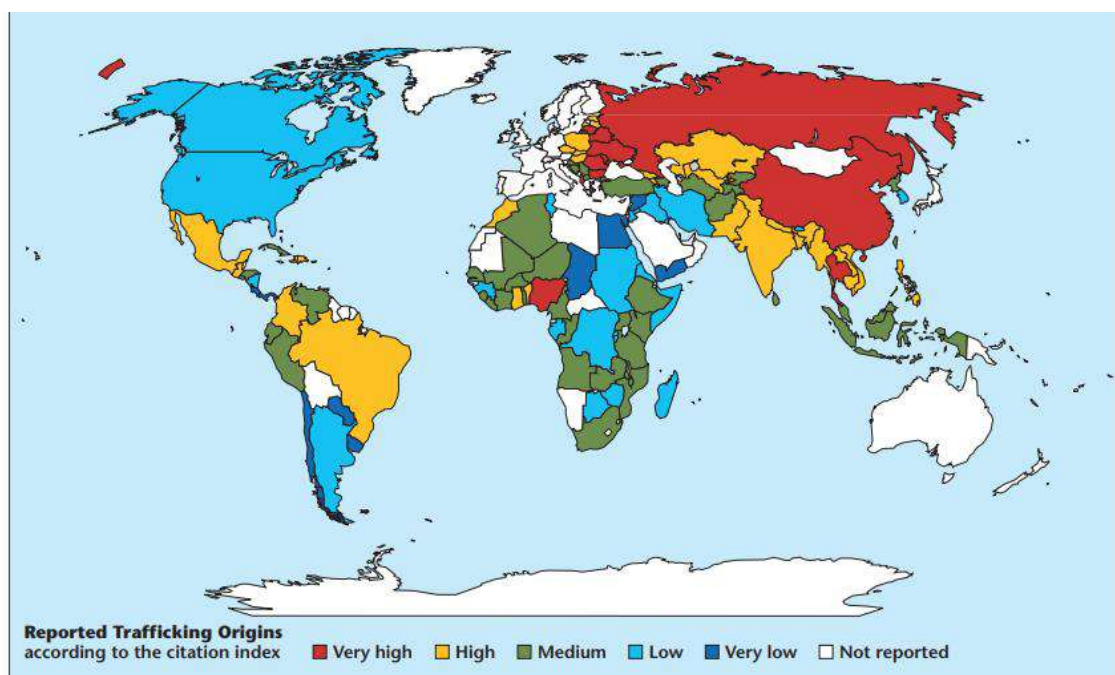 Reported Trafficking Origins
according to the citation index
Very high
High
Medium
Low
Very low
Not reported